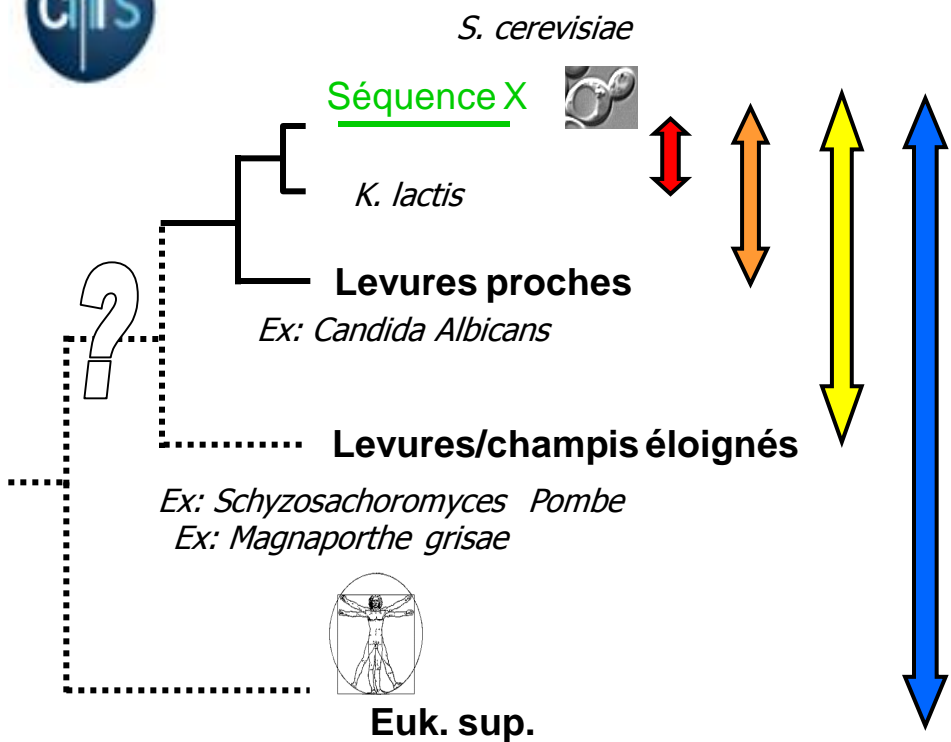 cnrs
S. cerevisiae
Séquence X
K. lactis
Levures proches
Ex: Candida Albicans
?
Levures/champis éloignés
Ex: Schyzosachoromyces Pombe
Ex: Magnaporthe grisae
Euk. sup.